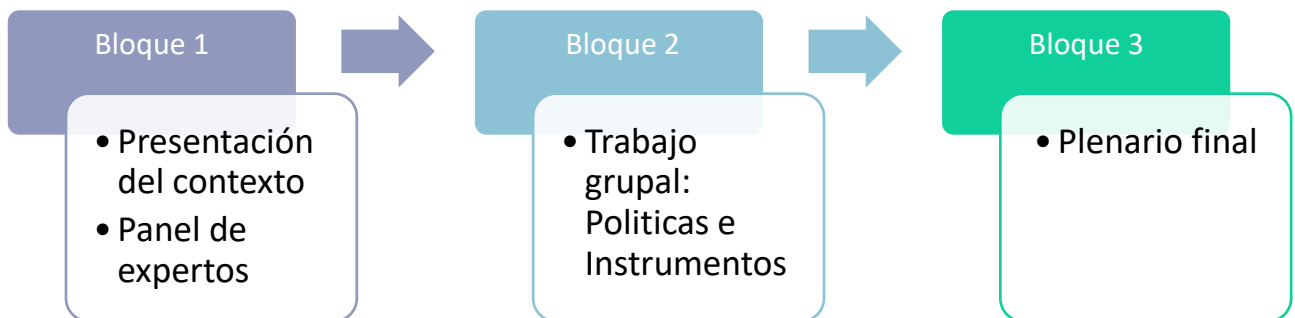 Bloque 1
• Presentación
del contexto
• Panel de
expertos
Bloque 2
• Trabajo
grupal:
Politicas e
Instrumentos
Bloque 3
• Plenario final